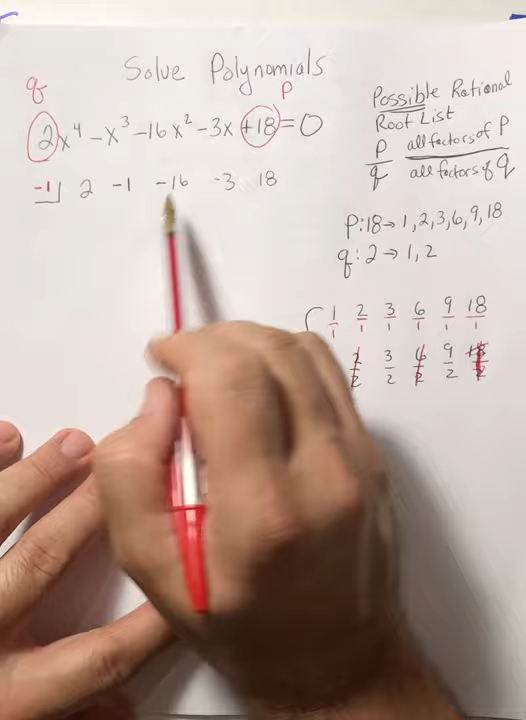 Solve Polynomials
q
P
2x⁴ - x³ - 16x² - 3x + 18 = 0
-1⌋ 2 -1 -16 -3 18
Possible Rational
Root List
P/q all factors of P / all factors of q
P: 18 → 1, 2, 3, 6, 9, 18
q: 2 → 1, 2
1/1 2/1 3/1 6/1 9/1 18/1
2/2 3/2 6/2 9/2 18/2